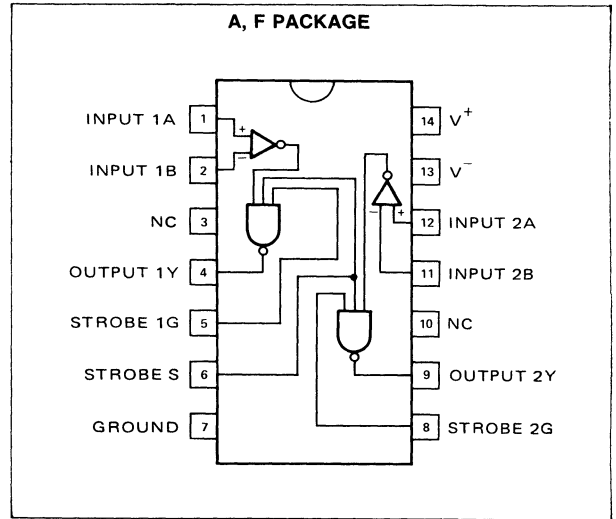 A, F PACKAGE
INPUT 1A 1
INPUT 1B 2
NC 3
OUTPUT 1Y 4
STROBE 1G 5
STROBE S 6
GROUND 7
+
–
14 V+
13 V–
12 INPUT 2A
11 INPUT 2B
10 NC
9 OUTPUT 2Y
8 STROBE 2G
– +